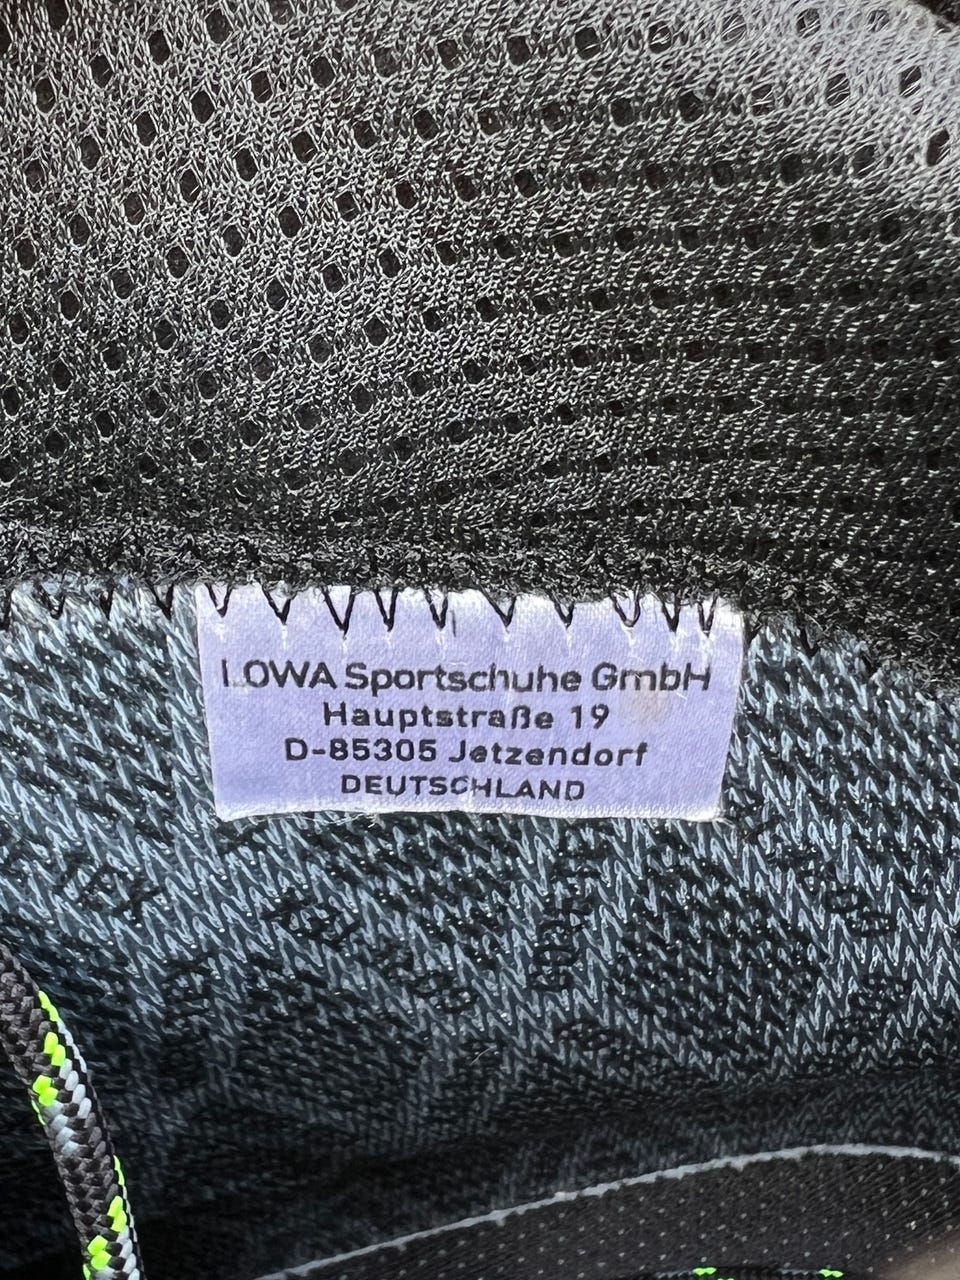 LOWA Sportschuhe GmbH
Hauptstraße 19
D-85305 Jetzendorf
DEUTSCHLAND